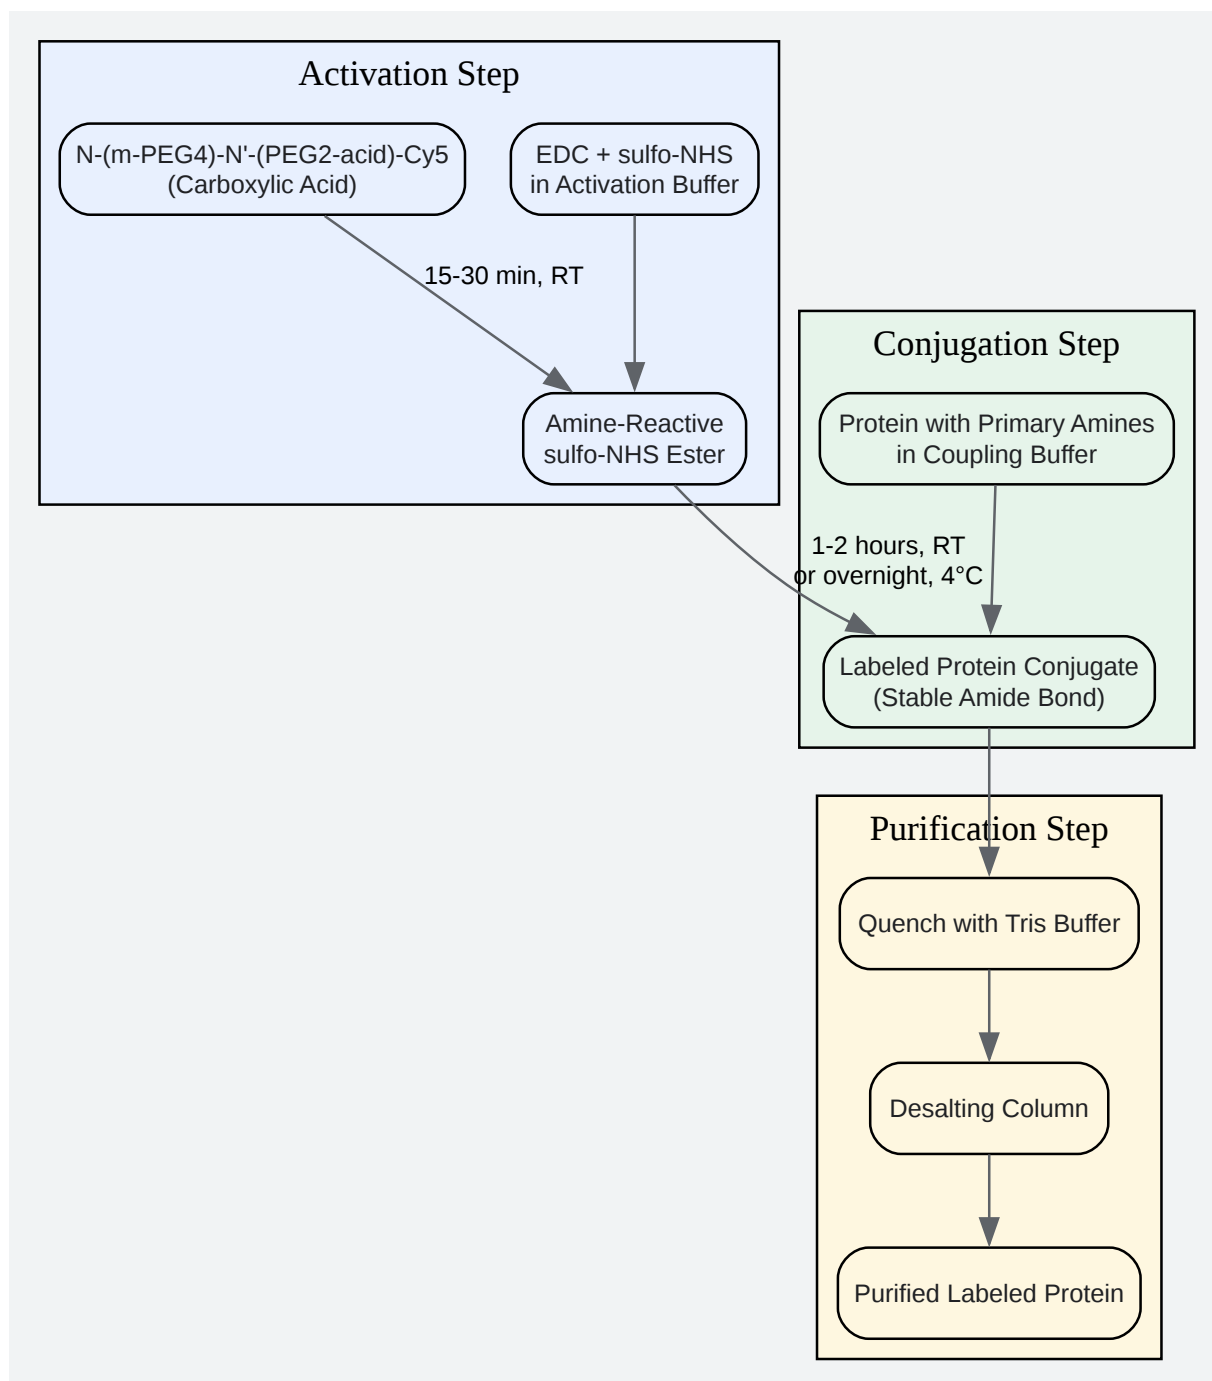 Activation Step
N-(m-PEG4)-N'-(PEG2-acid)-Cy5
(Carboxylic Acid)
EDC + sulfo-NHS
in Activation Buffer
15-30 min, RT
Amine-Reactive
sulfo-NHS Ester
Conjugation Step
Protein with Primary Amines
in Coupling Buffer
1-2 hours, RT
or overnight, 4°C
Labeled Protein Conjugate
(Stable Amide Bond)
Purification Step
Quench with Tris Buffer
Desalting Column
Purified Labeled Protein